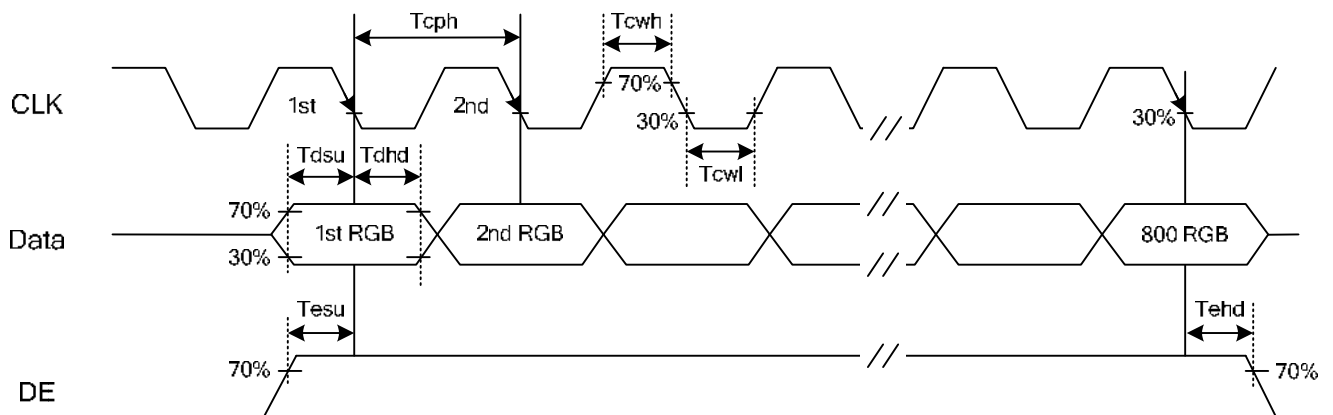 Tcph
Tcwh
CLK
1st
2nd
70%
30%
30%
Tdsu
Tdhd
Tcwl
70%
Data
1st RGB
2nd RGB
800 RGB
30%
Tesu
Tehd
70%
70%
DE